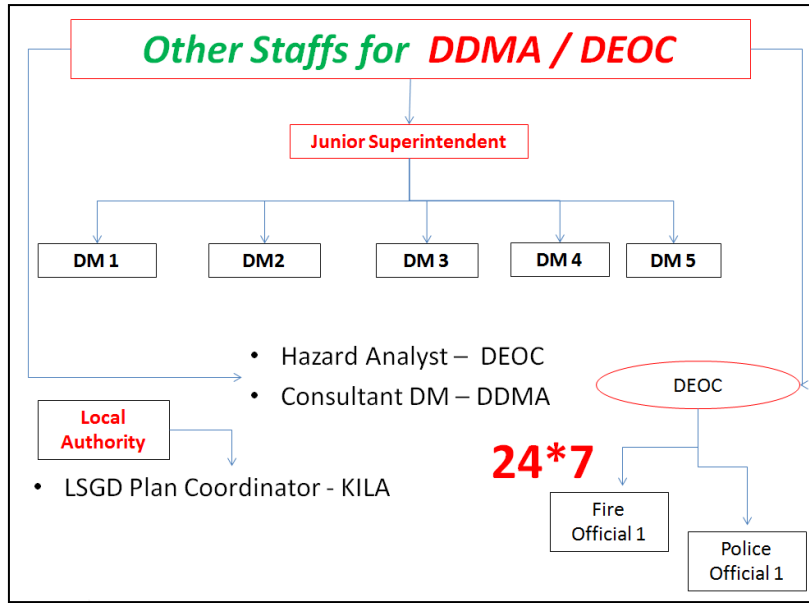 Other Staffs for DDMA / DEOC
Junior Superintendent
DM 1
DM2
DM 3
DM 4
DM 5
• Hazard Analyst – DEOC
• Consultant DM – DDMA
DEOC
Local
Authority
24*7
• LSGD Plan Coordinator - KILA
Fire
Official 1
Police
Official 1